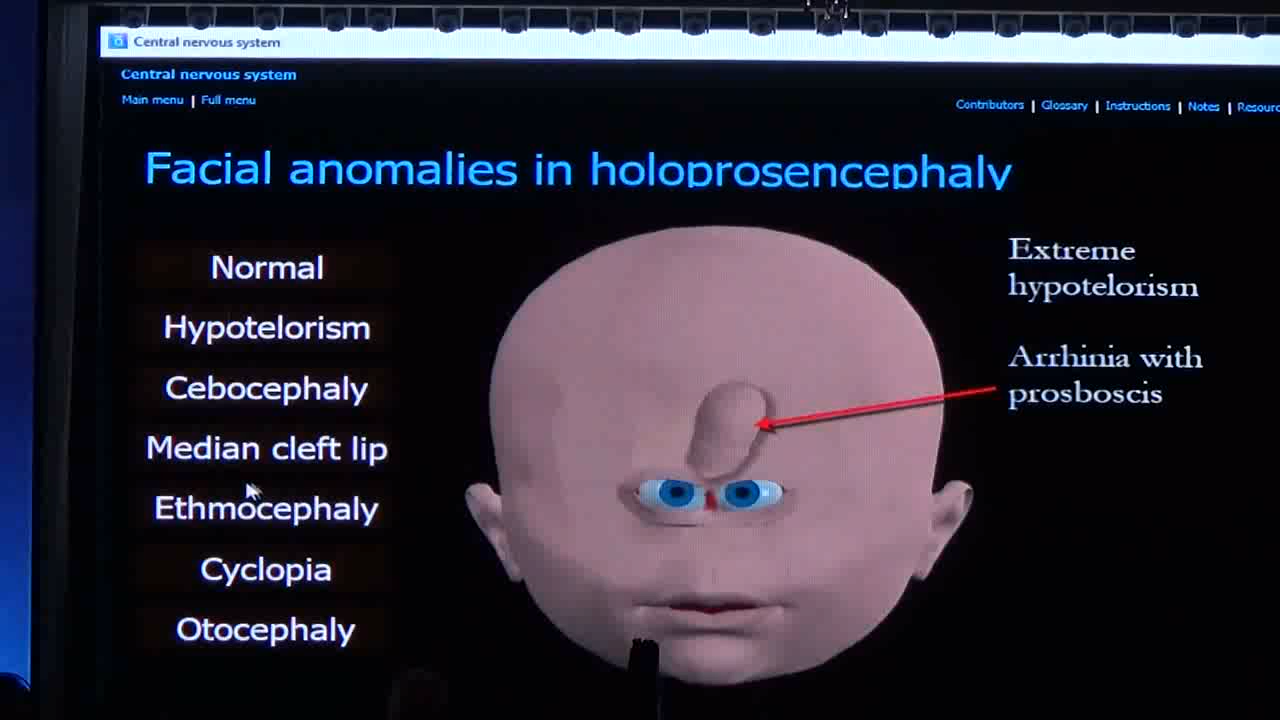 Central nervous system
Central nervous system
Main menu | Full menu
Contributors | Glossary | Instructions | Notes |
Facial anomalies in holoprosencephaly
Normal
Hypotelorism
Cebocephaly
Median cleft lip
Ethmocephaly
Cyclopia
Otocephaly
Extreme
hypotelorism
Arrhinia with
prosboscis